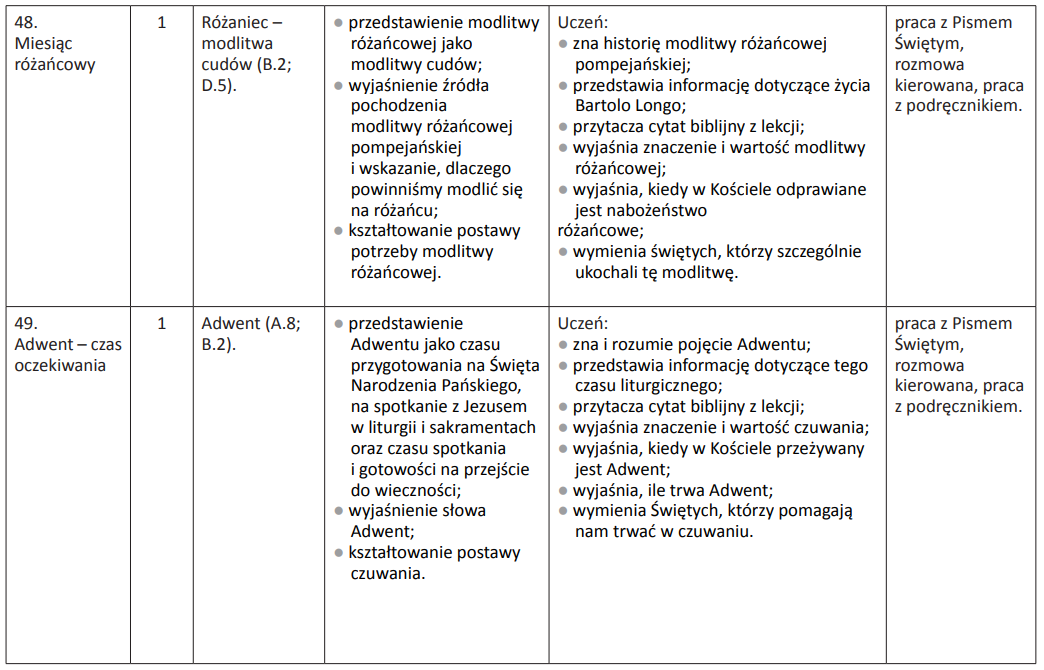 48.
Miesiąc
różańcowy
1
Różaniec –
modlitwa
cudów (B.2;
D.5).
● przedstawienie modlitwy
różańcowej jako
modlitwy cudów;
● wyjaśnienie źródła
pochodzenia
modlitwy różańcowej
pompejańskiej
i wskazanie, dlaczego
powinniśmy modlić się
na różańcu;
● kształtowanie postawy
potrzeby modlitwy
różańcowej.
Uczeń:
● zna historię modlitwy różańcowej
pompejańskiej;
● przedstawia informację dotyczące życia
Bartolo Longo;
● przytacza cytat biblijny z lekcji;
● wyjaśnia znaczenie i wartość modlitwy
różańcowej;
● wyjaśnia, kiedy w Kościele odprawiane
jest nabożeństwo
różańcowe;
● wymienia świętych, którzy szczególnie
ukochali tę modlitwę.
praca z Pismem
Świętym,
rozmowa
kierowana, praca
z podręcznikiem.
49.
Adwent – czas
oczekiwania
1
Adwent (A.8;
B.2).
● przedstawienie
Adwentu jako czasu
przygotowania na Święta
Narodzenia Pańskiego,
na spotkanie z Jezusem
w liturgii i sakramentach
oraz czasu spotkania
i gotowości na przejście
do wieczności;
● wyjaśnienie słowa
Adwent;
● kształtowanie postawy
czuwania.
Uczeń:
● zna i rozumie pojęcie Adwentu;
● przedstawia informację dotyczące tego
czasu liturgicznego;
● przytacza cytat biblijny z lekcji;
● wyjaśnia znaczenie i wartość czuwania;
● wyjaśnia, kiedy w Kościele przeżywany
jest Adwent;
● wyjaśnia, ile trwa Adwent;
● wymienia Świętych, którzy pomagają
nam trwać w czuwaniu.
praca z Pismem
Świętym,
rozmowa
kierowana, praca
z podręcznikiem.